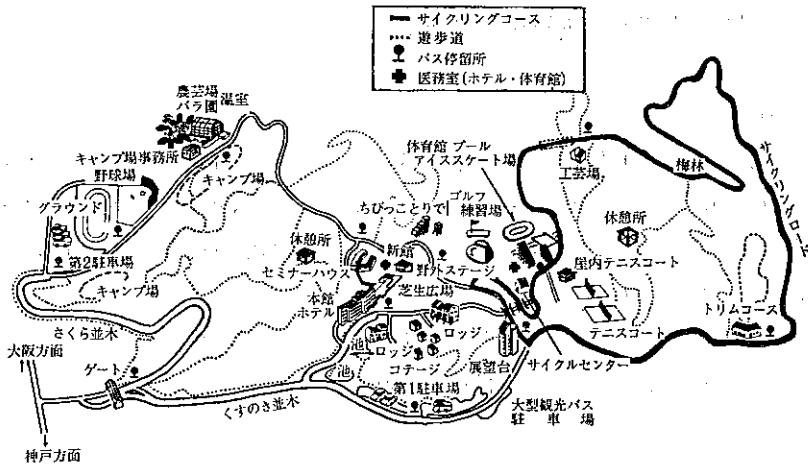 サイクリングコース
遊歩道
バス停留所
医務室(ホテル・体育館)
農芸場
バラ園
温室
キャンプ場事務所
野球場
キャンプ場
グラウンド
第2駐車場
キャンプ場
さくら並木
大阪方面
ゲート
神戸方面
くすのき並木
休憩所
セミナーハウス
新館
本館
ホテル
ちびっことりで
ゴルフ
練習場
体育館 プール
アイススケート場
野外ステージ
芝生広場
池
池
ロッジ
ロッジ
コテージ
第1駐車場
展望台
大型観光バス
駐車場
サイクルセンター
工芸場
梅林
サイクリングロード
休憩所
屋内テニスコート
テニスコート
トリムコース